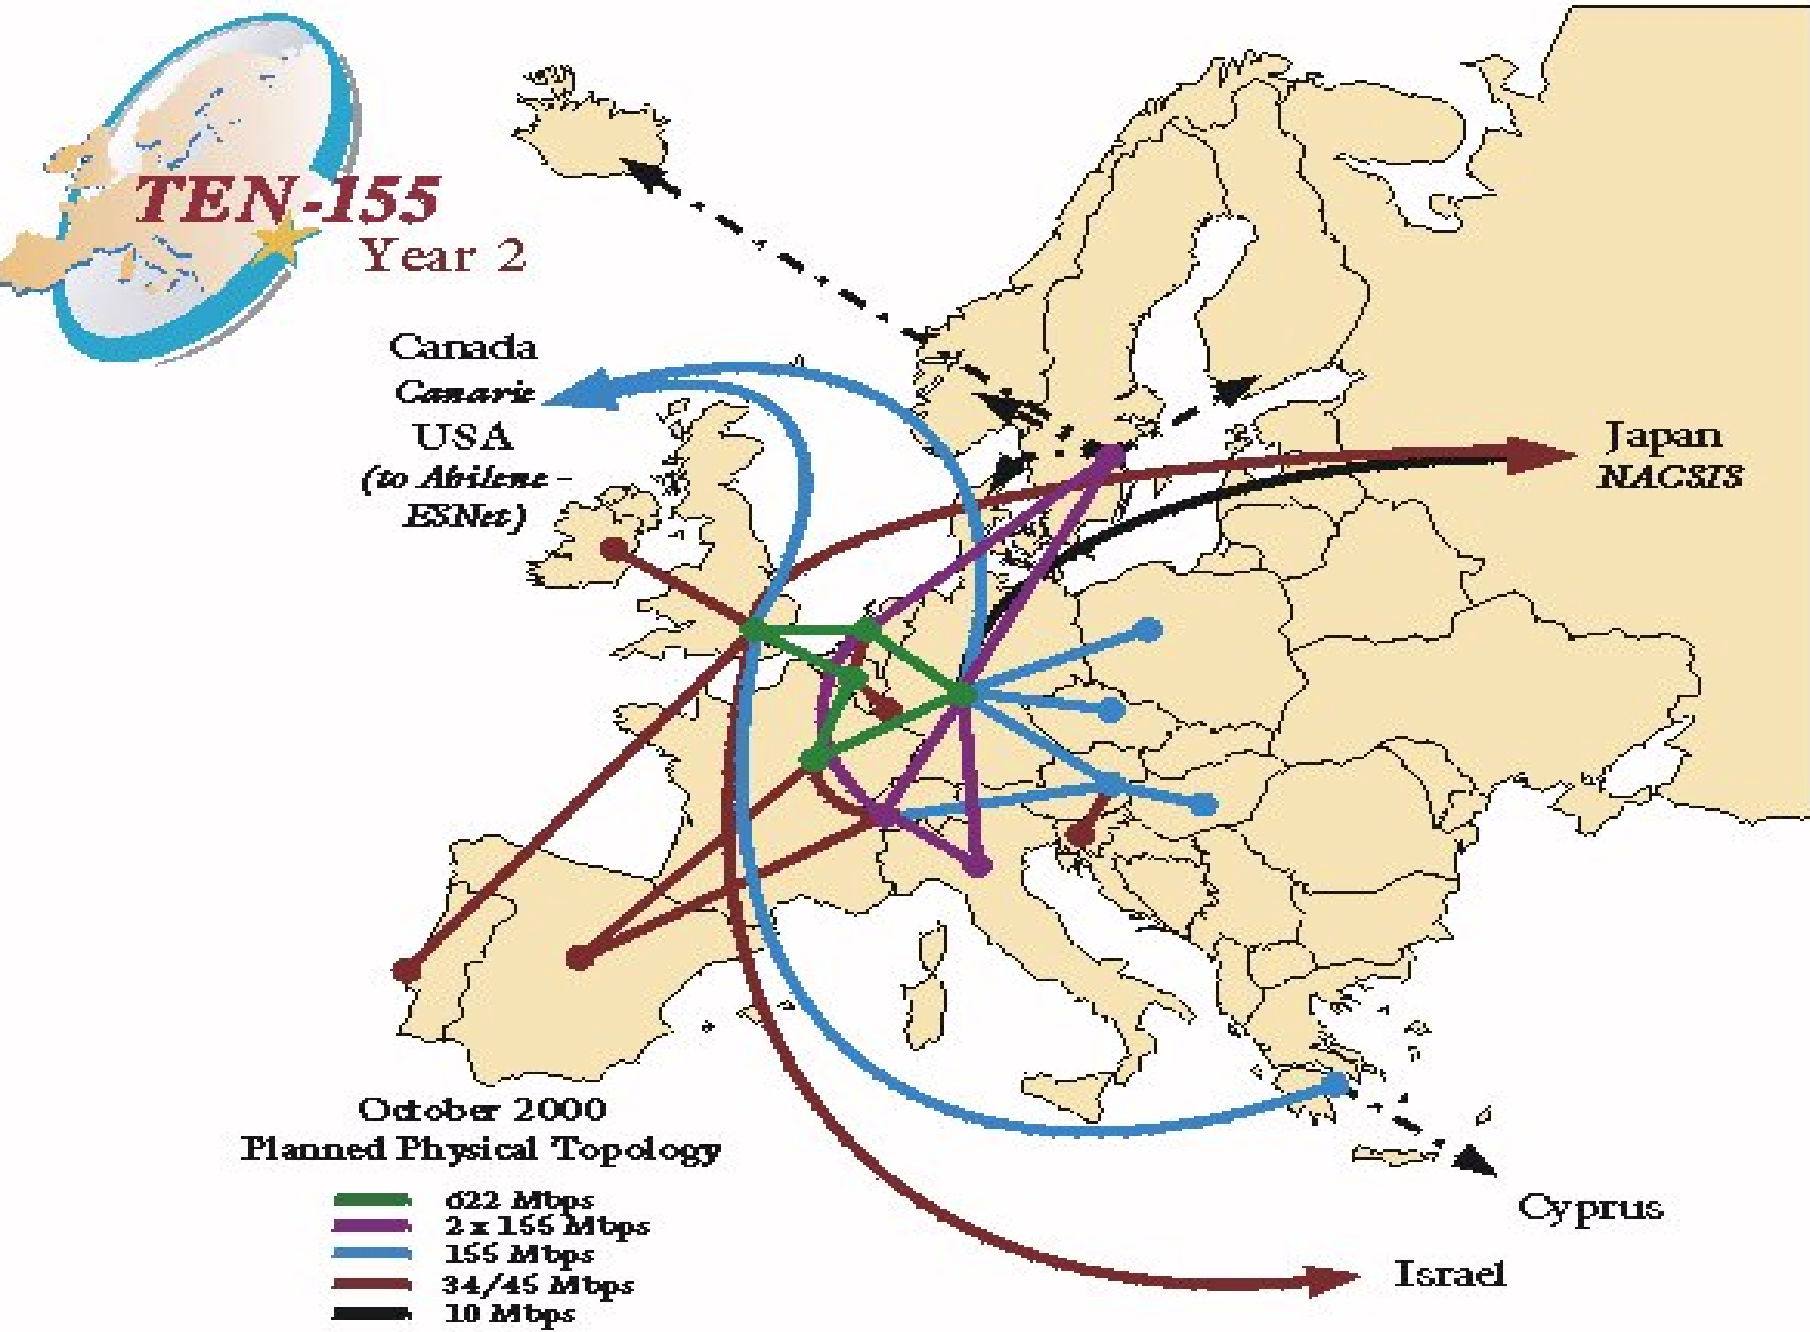 TEN-155
Year 2
Canada
Canarie
USA
(to Abilene -
ESNet)
Japan
NACSIS
October 2000
Planned Physical Topology
622 Mbps
2 x 155 Mbps
155 Mbps
34/45 Mbps
10 Mbps
Cyprus
Israel